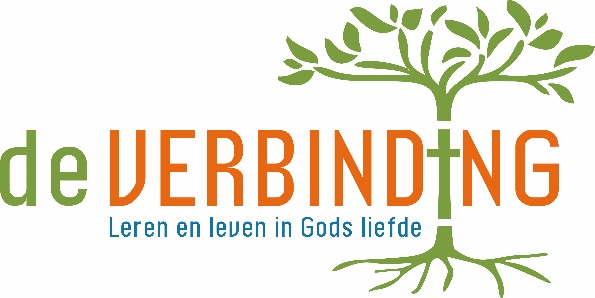 de VERBINDING
Leren en leven in Gods liefde